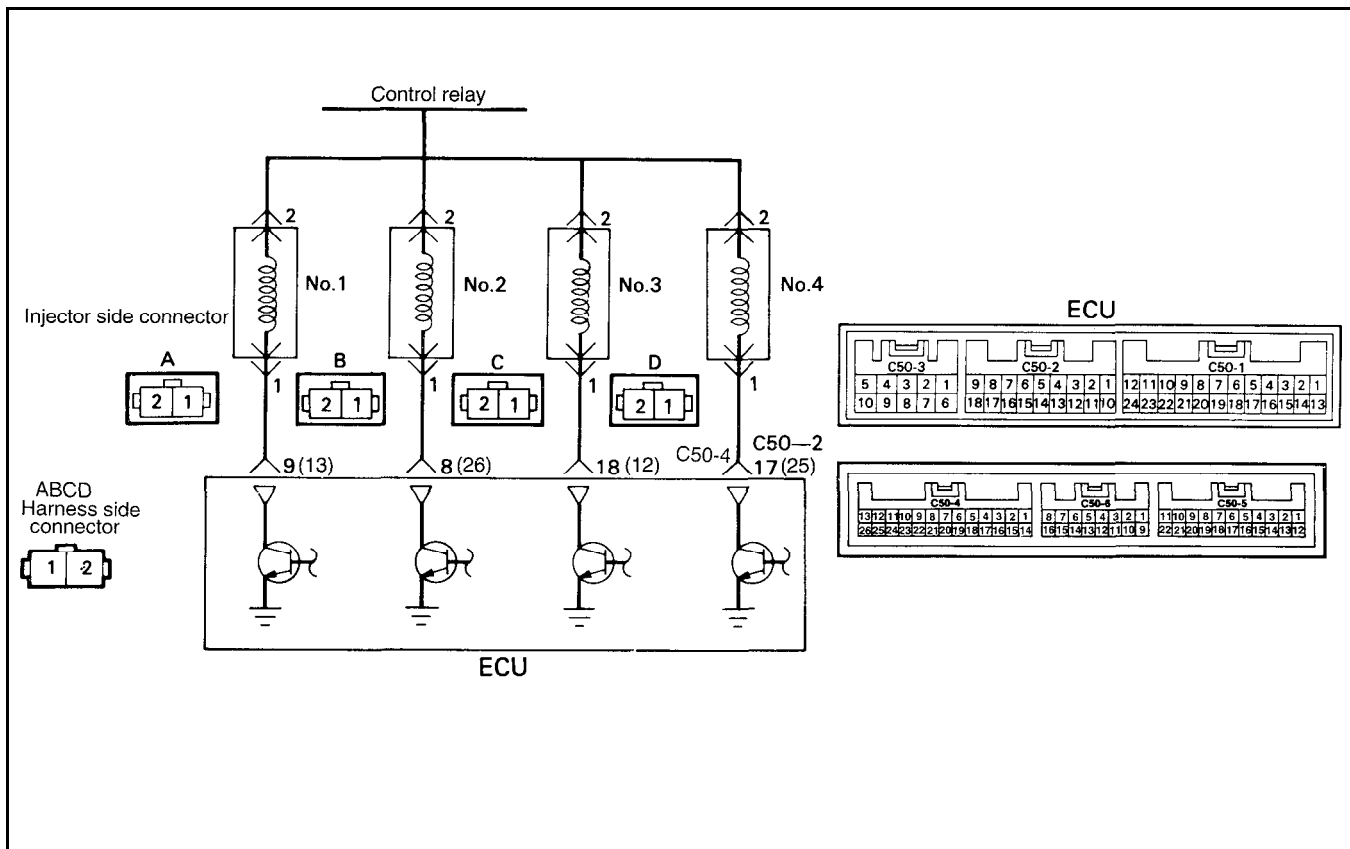 Control relay
2 2 2 2
No.1 No.2 No.3 No.4
Injector side connector
A B C D
1 1 1 1
2 1
2 1
2 1
2 1
9 (13) 8 (26) 18 (12) C50-4 C50—2 17 (25)
ABCD
Harness side
connector
1 2
ECU
ECU
C50-3 C50-2 C50-1
5 4 3 2 1 9 8 7 6 5 4 3 2 1 12 11 10 9 8 7 6 5 4 3 2 1
10 9 8 7 6 18 17 16 15 14 13 12 11 10 24 23 22 21 20 19 18 17 16 15 14 13
C50-4 C50-6 C50-5
13 12 11 10 9 8 7 6 5 4 3 2 1 8 7 6 5 4 3 2 1 11 10 9 8 7 6 5 4 3 2 1
26 25 24 23 22 21 20 19 18 17 16 15 14 16 15 14 13 12 11 10 9 22 21 20 19 18 17 16 15 14 13 12